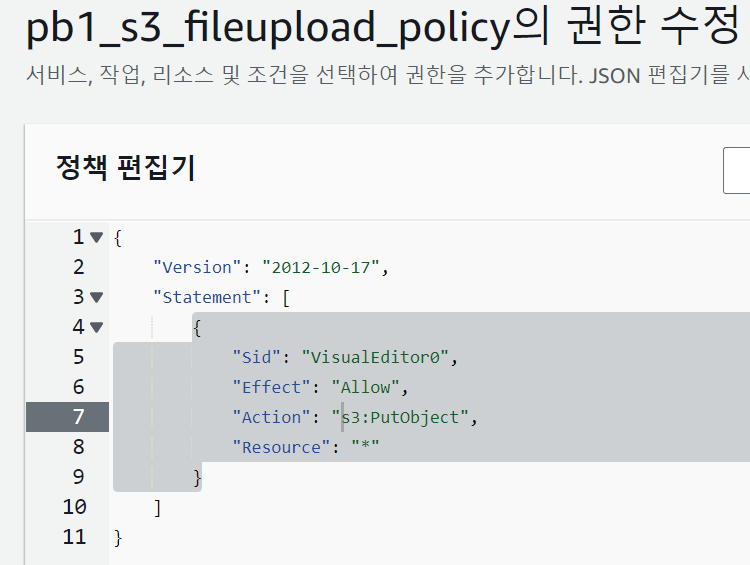 pb1_s3_fileupload_policy의 권한 수정
서비스, 작업, 리소스 및 조건을 선택하여 권한을 추가합니다. JSON 편집기를
정책 편집기
1 {
2 "Version": "2012-10-17",
3 "Statement": [
4 {
5 "Sid": "VisualEditor0",
6 "Effect": "Allow",
7 "Action": "s3:PutObject",
8 "Resource": "*"
9 }
10 ]
11 }